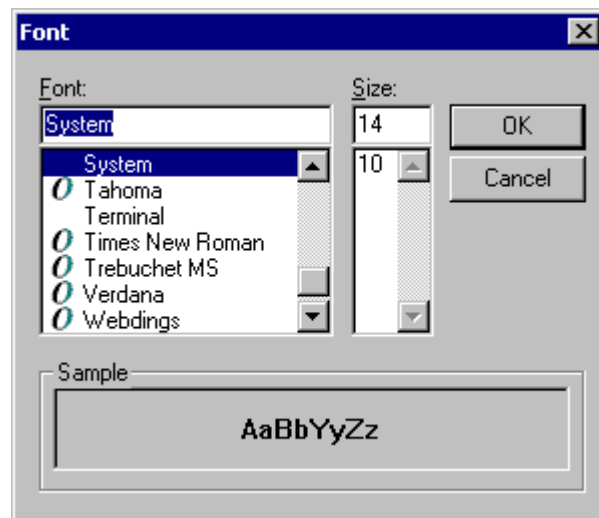 Font
Font:
Size:
System
14
OK
System
10
Cancel
Tahoma
Terminal
Times New Roman
Trebuchet MS
Verdana
Webdings
Sample
AaBbYyZz